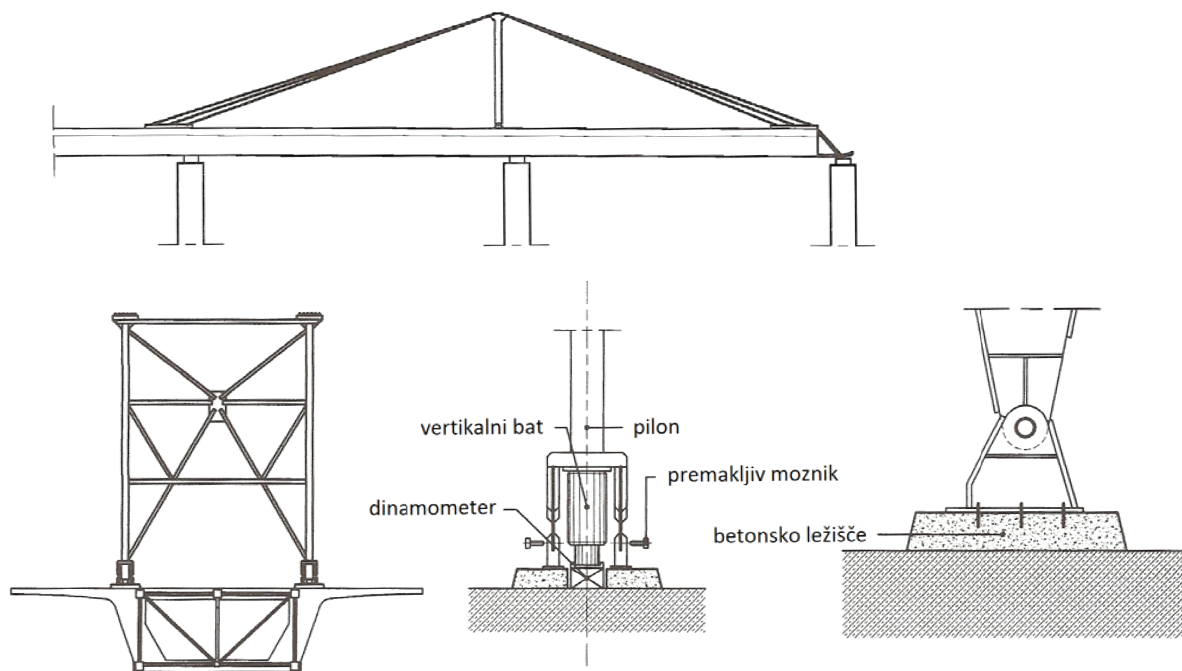 vertikalni bat
pilon
premakljiv moznik
dinamometer
betonsko ležišče